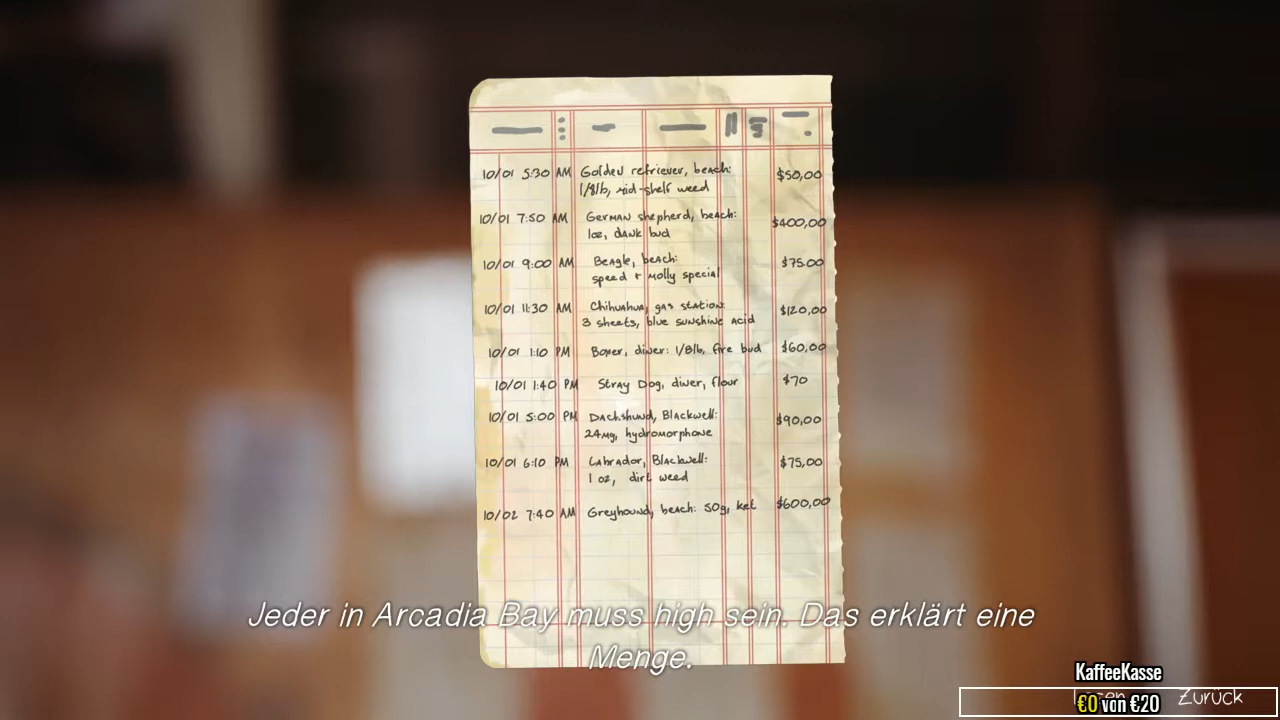 10/01 5:30 AM Golden retriever, beach: $50,00
1/8lb, mid-shelf weed
10/01 7:50 AM German shepherd, beach: $400,00
1oz, dank bud
10/01 9:00 AM Beagle, beach: $75.00
speed + Molly special
10/01 11:30 AM Chihuahua, gas station: $120,00
3 sheets, blue sunshine acid
10/01 1:10 PM Boxer, diner: 1/8lb, fire bud $60,00
10/01 1:40 PM Stray Dog, diner, flour $70
10/01 5:00 PM Dachshund, Blackwell: $90,00
24mg, hydromorphone
10/01 6:10 PM Labrador, Blackwell: $75,00
1 oz, dirt weed
10/02 7:40 AM Greyhound, beach: 50g, ket $600,00
Jeder in Arcadia Bay muss high sein. Das erklärt eine
Menge.
KaffeeKasse
€0 von €20
Zurück